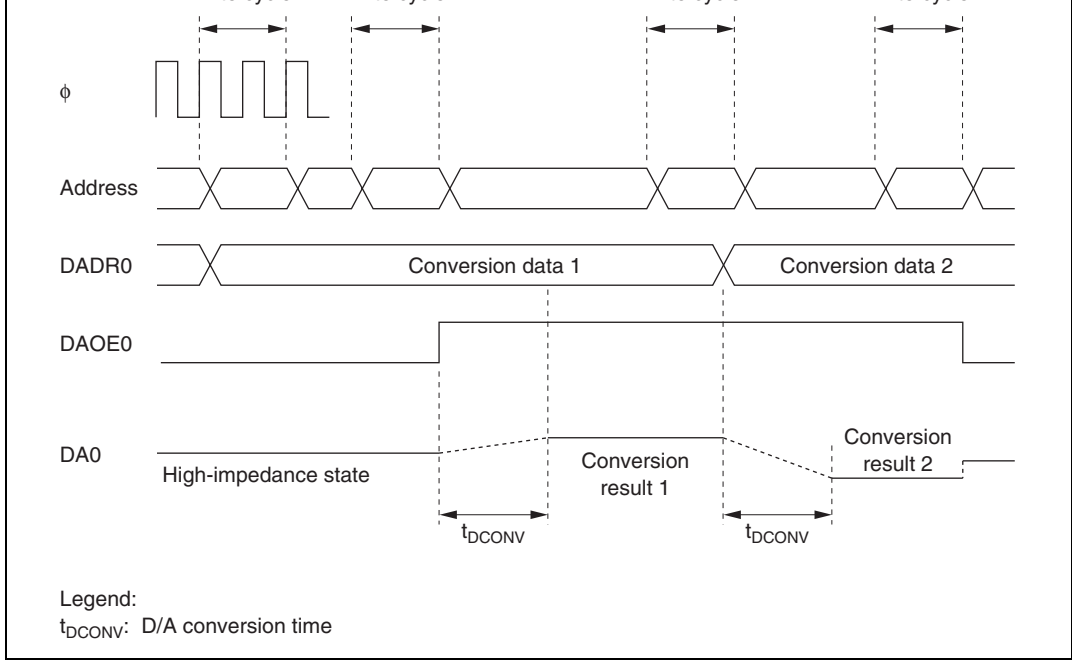 φ
Address
DADR0
Conversion data 1
Conversion data 2
DAOE0
DA0
High-impedance state
Conversion
result 1
Conversion
result 2
tDCONV
tDCONV
Legend:
tDCONV: D/A conversion time